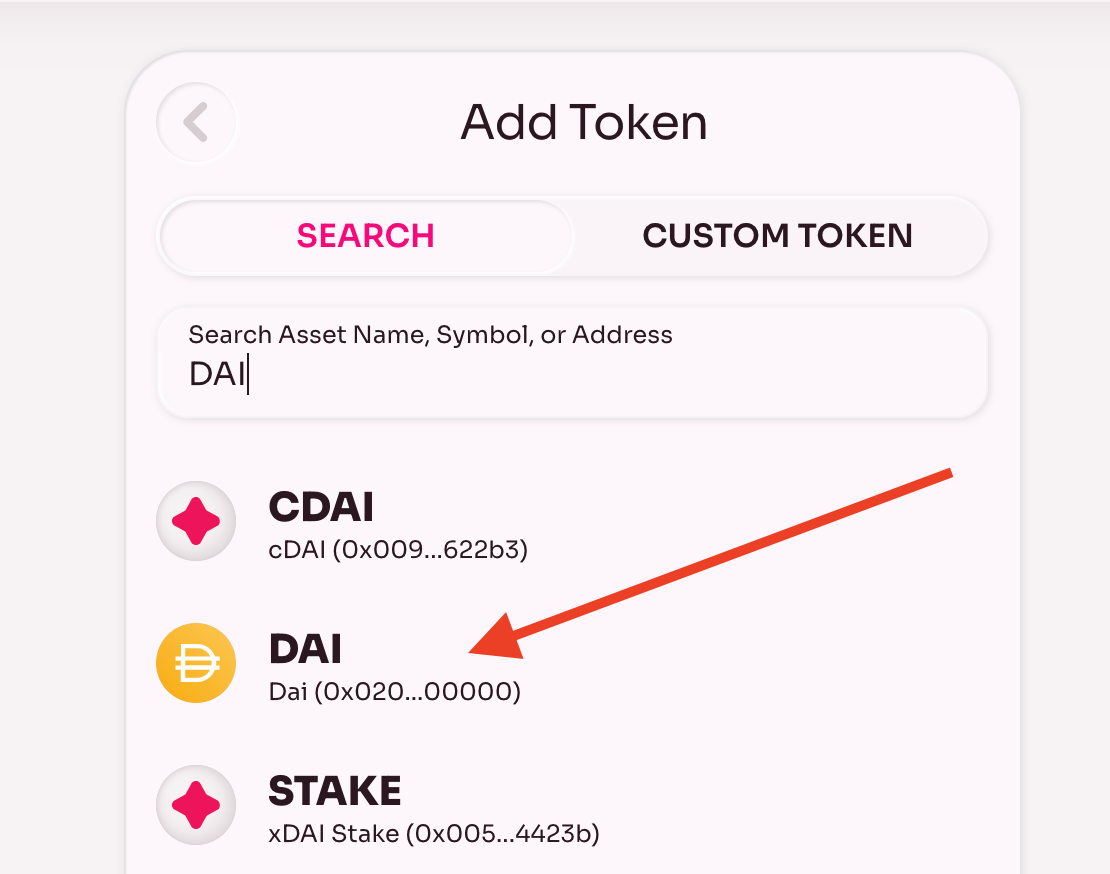 Add Token
SEARCH
CUSTOM TOKEN
Search Asset Name, Symbol, or Address
DAI
CDAI
cDAI (0x009...622b3)
DAI
Dai (0x020...00000)
STAKE
xDAI Stake (0x005...4423b)